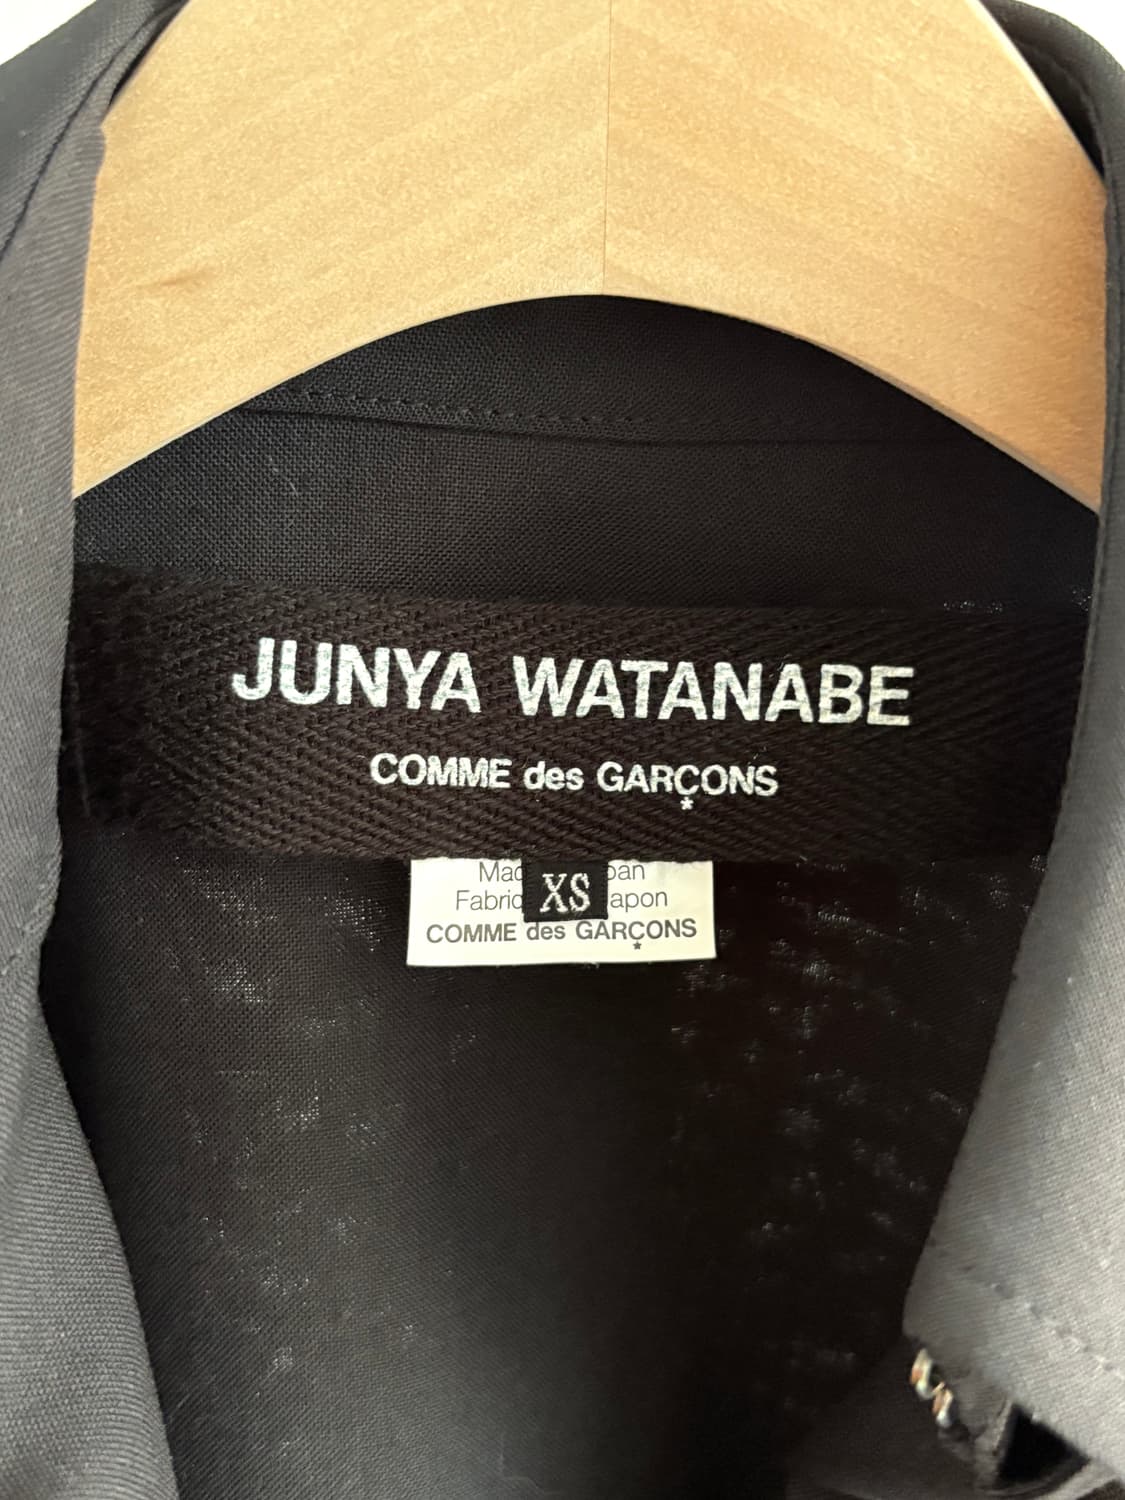 JUNYA WATANABE
COMME des GARÇONS
*
XS
COMME des GARÇONS
*